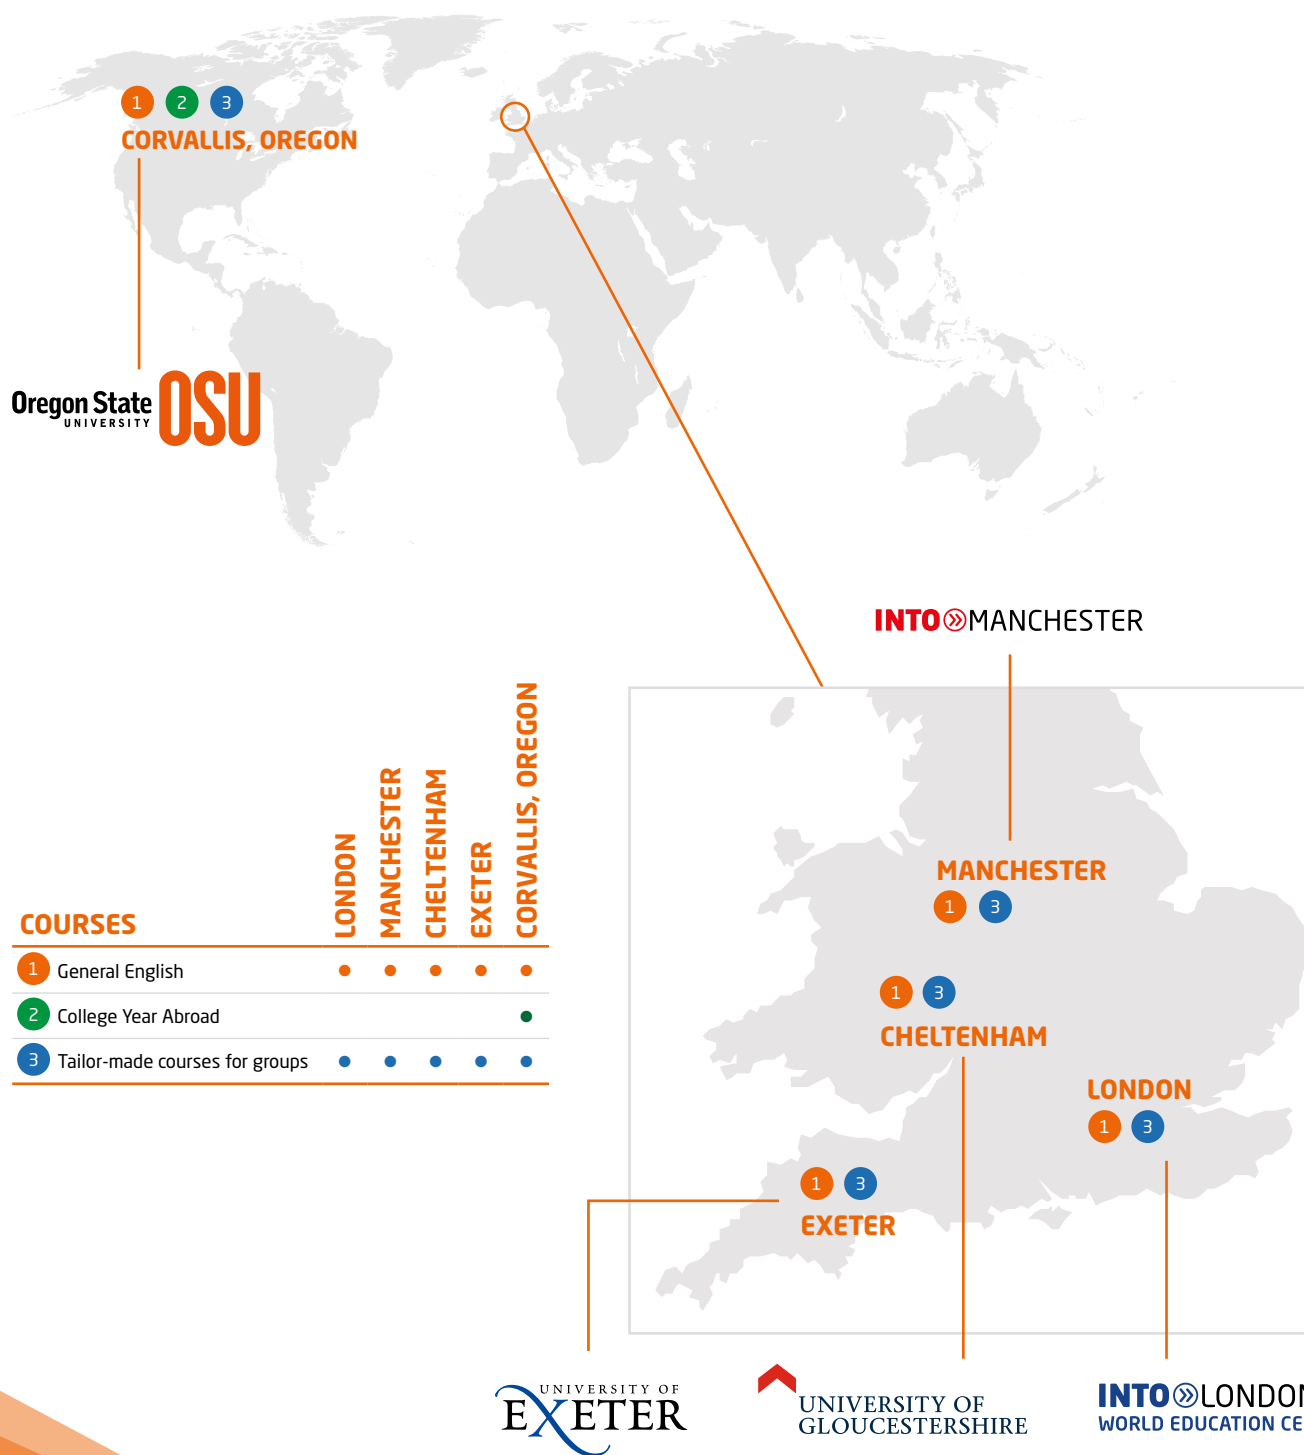 1 2 3
CORVALLIS, OREGON
Oregon State
UNIVERSITY
OSU
INTO MANCHESTER
LONDON
MANCHESTER
CHELTENHAM
EXETER
CORVALLIS, OREGON
COURSES
1 General English
2 College Year Abroad
3 Tailor-made courses for groups
MANCHESTER
1 3
1 3
CHELTENHAM
LONDON
1 3
1 3
EXETER
UNIVERSITY OF
EXETER
UNIVERSITY OF
GLOUCESTERSHIRE
INTO LONDON
WORLD EDUCATION CE